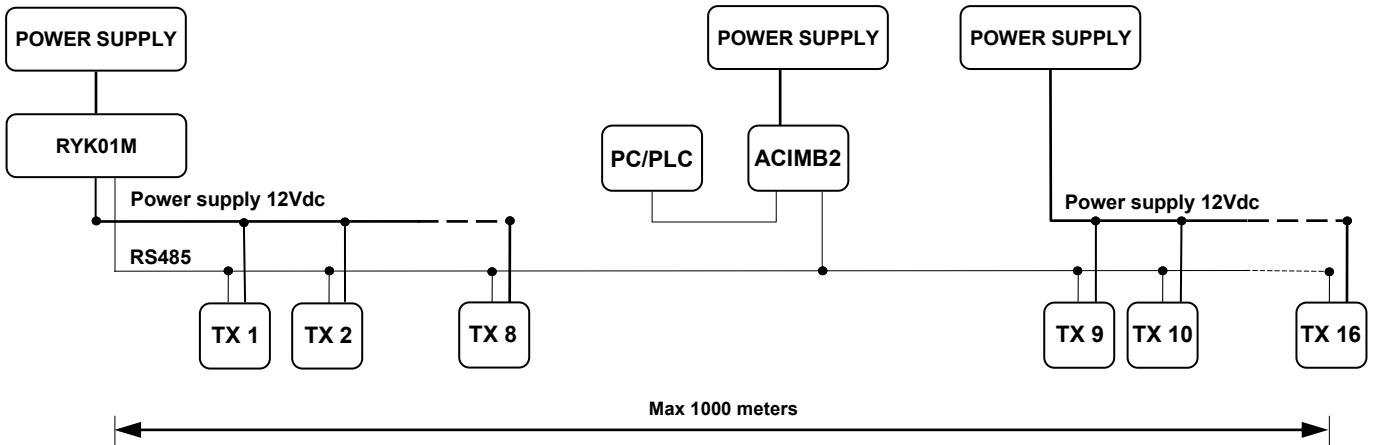 POWER SUPPLY
POWER SUPPLY
POWER SUPPLY
RYK01M
PC/PLC
ACIMB2
Power supply 12Vdc
Power supply 12Vdc
RS485
TX 1
TX 2
TX 8
TX 9
TX 10
TX 16
Max 1000 meters